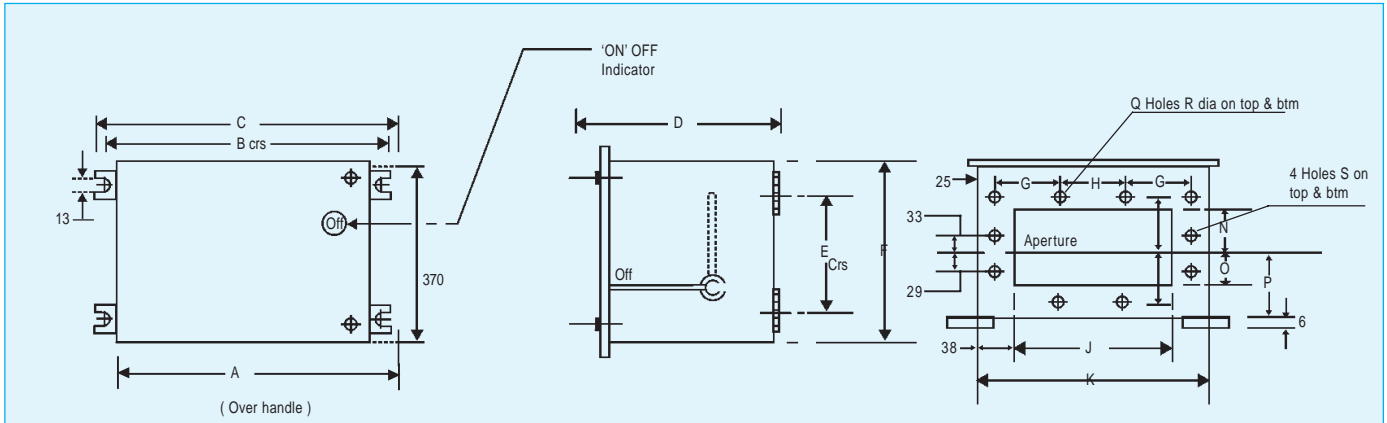 'ON' OFF
Indicator
C
B crs
13
Off
370
A
( Over handle )
D
Off
E
Crs
F
Q Holes R dia on top & btm
4 Holes S on
top & btm
25
G
H
G
33
Aperture
N
O
P
29
6
38
J
K